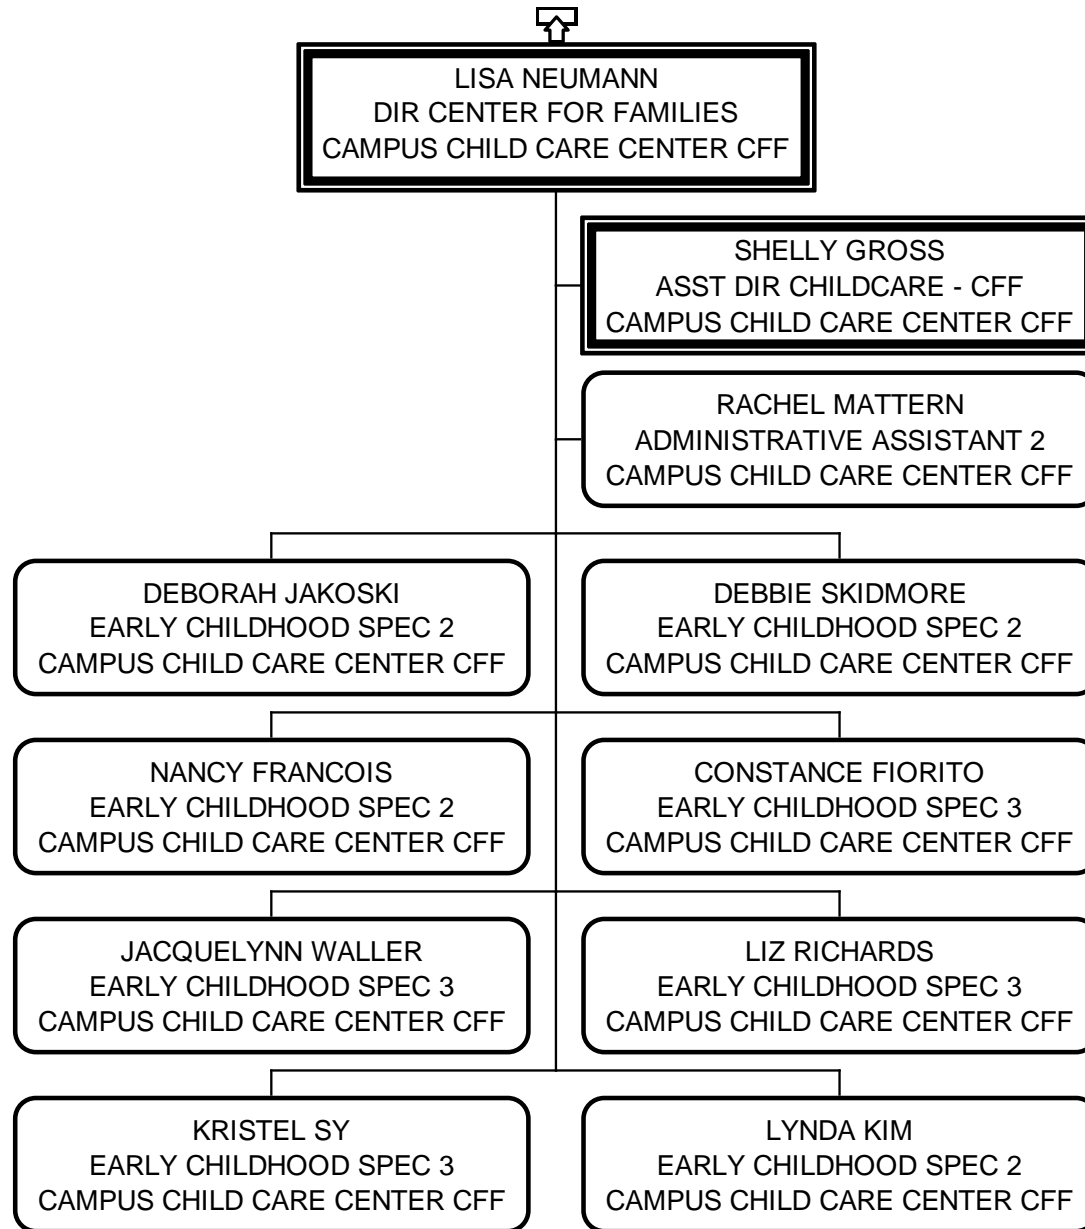 LISA NEUMANN
DIR CENTER FOR FAMILIES
CAMPUS CHILD CARE CENTER CFF
SHELLY GROSS
ASST DIR CHILDCARE - CFF
CAMPUS CHILD CARE CENTER CFF
RACHEL MATTERN
ADMINISTRATIVE ASSISTANT 2
CAMPUS CHILD CARE CENTER CFF
DEBORAH JAKOSKI
EARLY CHILDHOOD SPEC 2
CAMPUS CHILD CARE CENTER CFF
DEBBIE SKIDMORE
EARLY CHILDHOOD SPEC 2
CAMPUS CHILD CARE CENTER CFF
NANCY FRANCOIS
EARLY CHILDHOOD SPEC 2
CAMPUS CHILD CARE CENTER CFF
CONSTANCE FIORITO
EARLY CHILDHOOD SPEC 3
CAMPUS CHILD CARE CENTER CFF
JACQUELYNN WALLER
EARLY CHILDHOOD SPEC 3
CAMPUS CHILD CARE CENTER CFF
LIZ RICHARDS
EARLY CHILDHOOD SPEC 3
CAMPUS CHILD CARE CENTER CFF
KRISTEL SY
EARLY CHILDHOOD SPEC 3
CAMPUS CHILD CARE CENTER CFF
LYNDA KIM
EARLY CHILDHOOD SPEC 2
CAMPUS CHILD CARE CENTER CFF